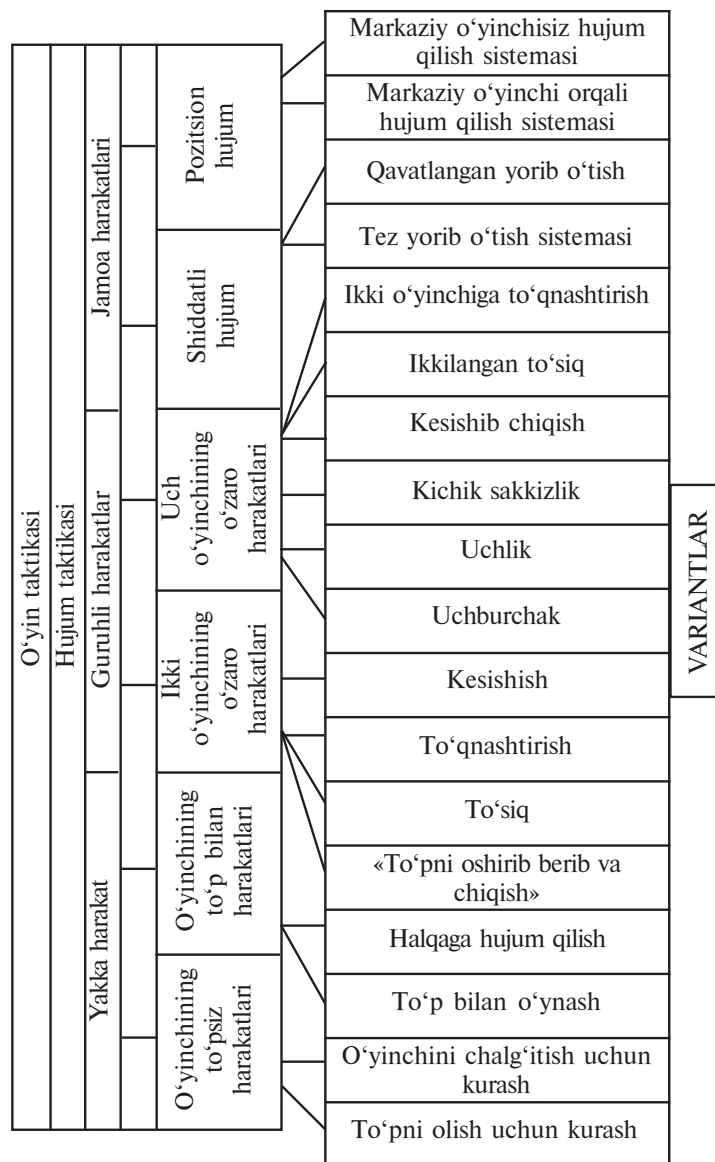 O‘yin taktikasi
Hujum taktikasi
Jamoa harakatlari
Guruhli harakatlar
Yakka harakat
Pozitsion
hujum
Shiddatli
hujum
Uch
o‘yinchining
o‘zaro
harakatlari
Ikki
o‘yinchining
o‘zaro
harakatlari
O‘yinchining
to‘p bilan
harakatlari
O‘yinchining
to‘psiz
harakatlari
Markaziy o‘yinchisiz hujum
qilish sistemasi
Markaziy o‘yinchi orqali
hujum qilish sistemasi
Qavatlangan yorib o‘tish
Tez yorib o‘tish sistemasi
Ikki o‘yinchiga to‘qnashtirish
Ikkilangan to‘siq
Kesishib chiqish
Kichik sakkizlik
Uchlik
Uchburchak
Kesishish
To‘qnashtirish
To‘siq
«To‘pni oshirib berib va
chiqish»
Halqaga hujum qilish
To‘p bilan o‘ynash
O‘yinchini chalg‘itish uchun
kurash
To‘pni olish uchun kurash
VARIANTLAR